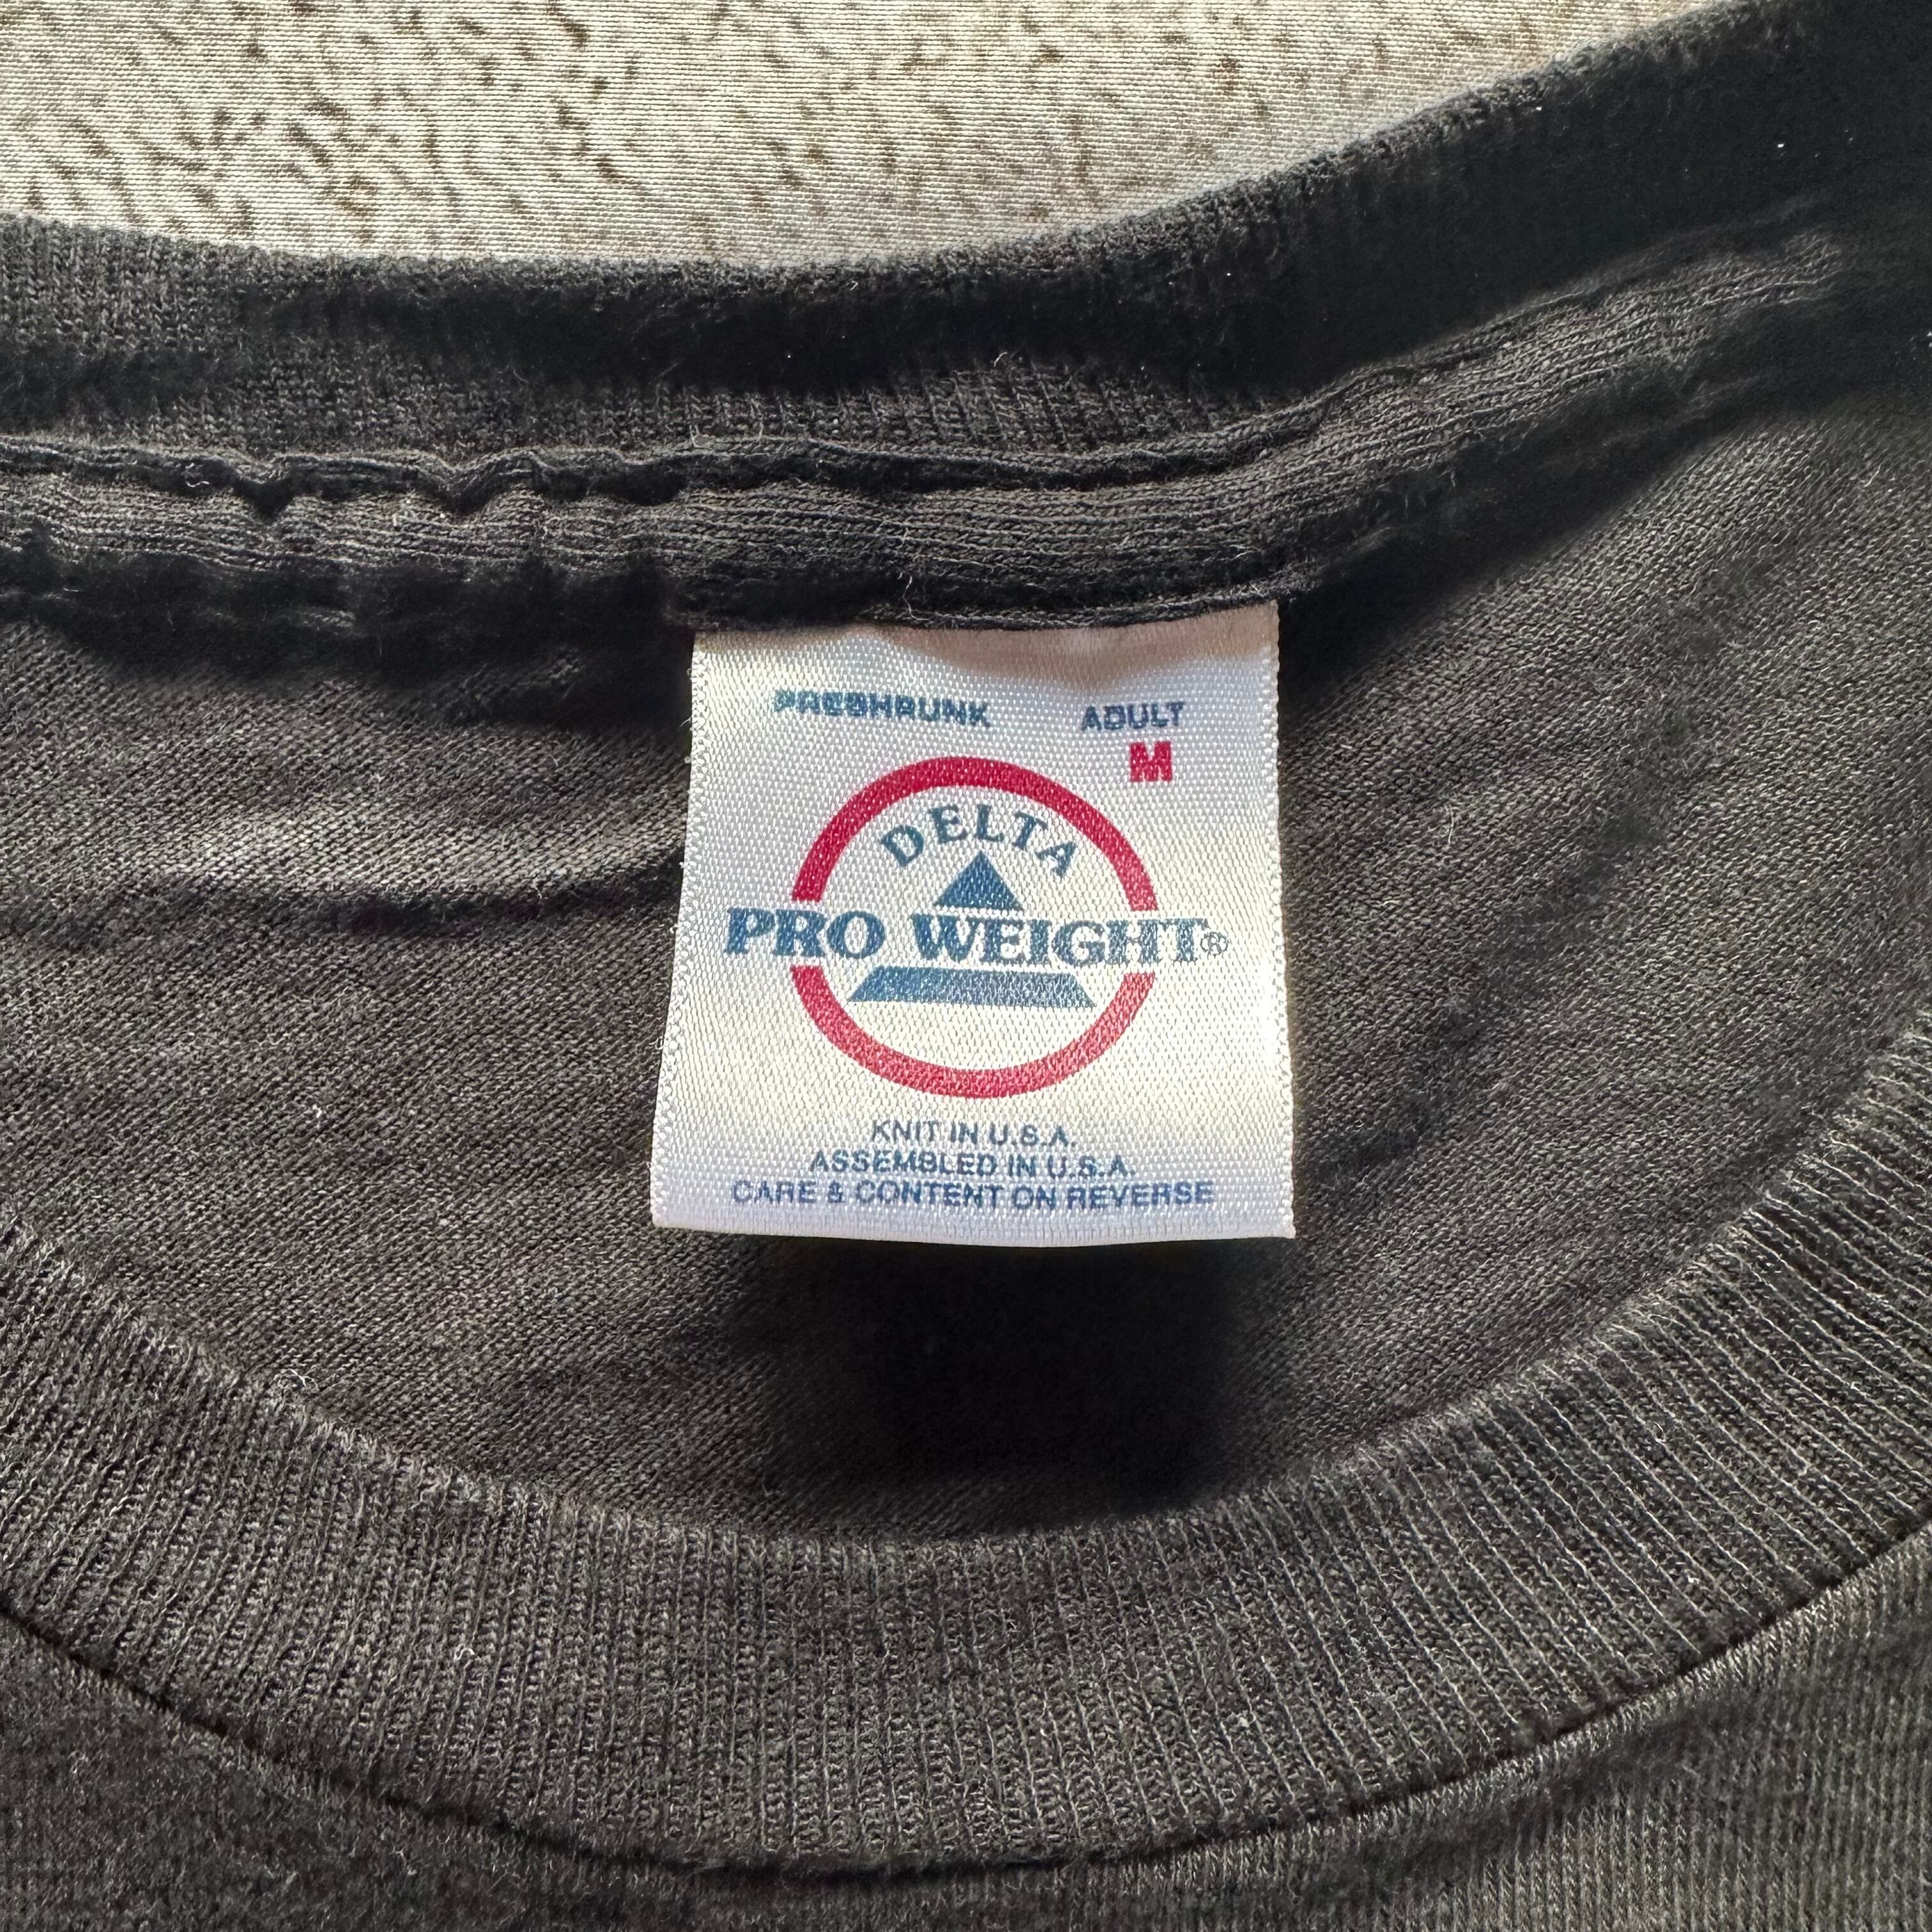 PRESHRUNK
ADULT
M
DELTA
PRO WEIGHT®
KNIT IN U.S.A.
ASSEMBLED IN U.S.A.
CARE & CONTENT ON REVERSE